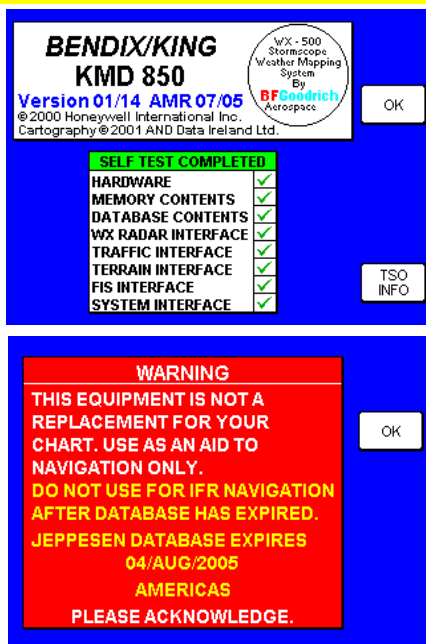 BENDIX/KING
KMD 850
Version 01/14 AMR 07/05
©2000 Honeywell International Inc.
Cartography©2001 AND Data Ireland Ltd.
WX - 500
Stormscope
Weather Mapping
System
By
BFGoodrich
Aerospace
OK
SELF TEST COMPLETED
HARDWARE
MEMORY CONTENTS
DATABASE CONTENTS
WX RADAR INTERFACE
TRAFFIC INTERFACE
TERRAIN INTERFACE
FIS INTERFACE
SYSTEM INTERFACE
TSO
INFO
WARNING
THIS EQUIPMENT IS NOT A
REPLACEMENT FOR YOUR
CHART. USE AS AN AID TO
NAVIGATION ONLY.
DO NOT USE FOR IFR NAVIGATION
AFTER DATABASE HAS EXPIRED.
JEPPESEN DATABASE EXPIRES
04/AUG/2005
AMERICAS
PLEASE ACKNOWLEDGE.
OK